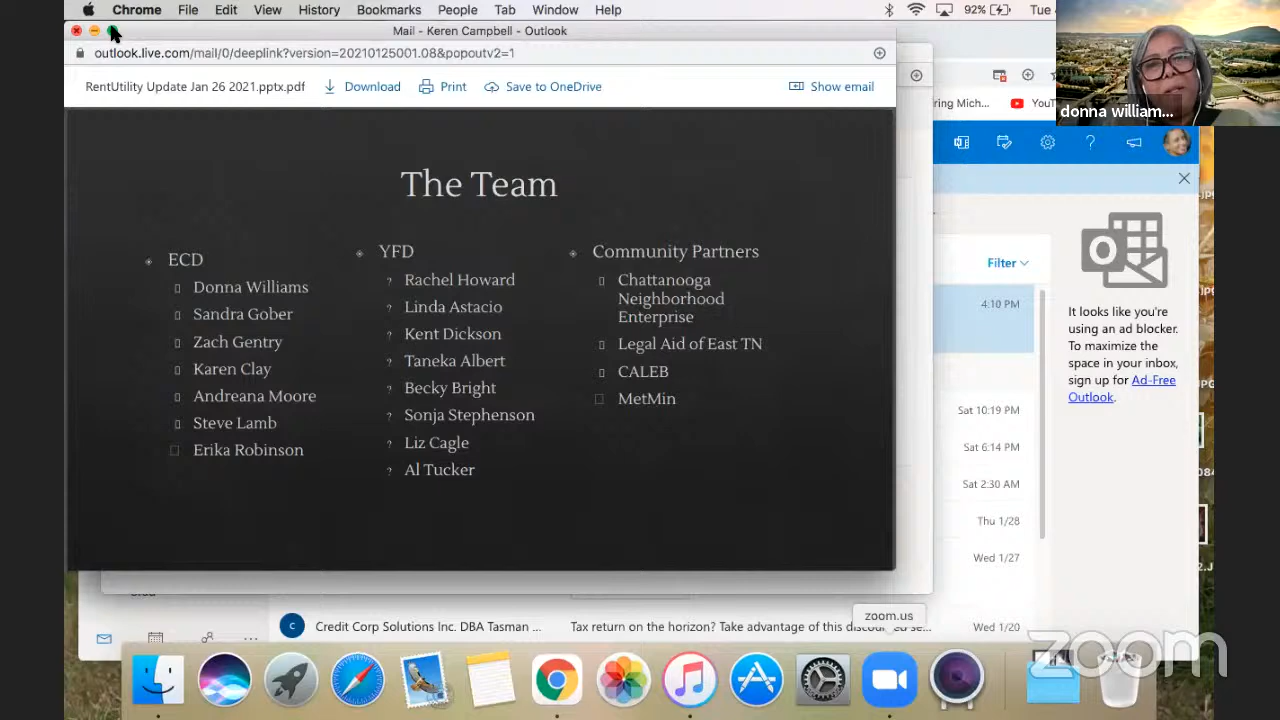 Chrome File Edit View History Bookmarks People Tab Window Help 92% Tue
Mail - Keren Campbell - Outlook
outlook.live.com/mail/0/deeplink?version=20210125001.08&popoutv2=1
RentUtility Update Jan 26 2021.pptx.pdf Download Print Save to OneDrive Show email
ring Mich...
donna william...
The Team
ECD
Donna Williams
Sandra Gober
Zach Gentry
Karen Clay
Andreana Moore
Steve Lamb
Erika Robinson
YFD
Rachel Howard
Linda Astacio
Kent Dickson
Taneka Albert
Becky Bright
Sonja Stephenson
Liz Cagle
Al Tucker
Community Partners
Chattanooga
Neighborhood
Enterprise
Legal Aid of East TN
CALEB
MetMin
Filter
4:10 PM
Sat 10:19 PM
Sat 6:14 PM
Sat 2:30 AM
Thu 1/28
Wed 1/27
Wed 1/20
It looks like you're
using an ad blocker.
To maximize the
space in your inbox,
sign up for Ad-Free
Outlook.
zoom.us
C Credit Corp Solutions Inc. DBA Tasman ... Tax return on the horizon? Take advantage of this
zoom